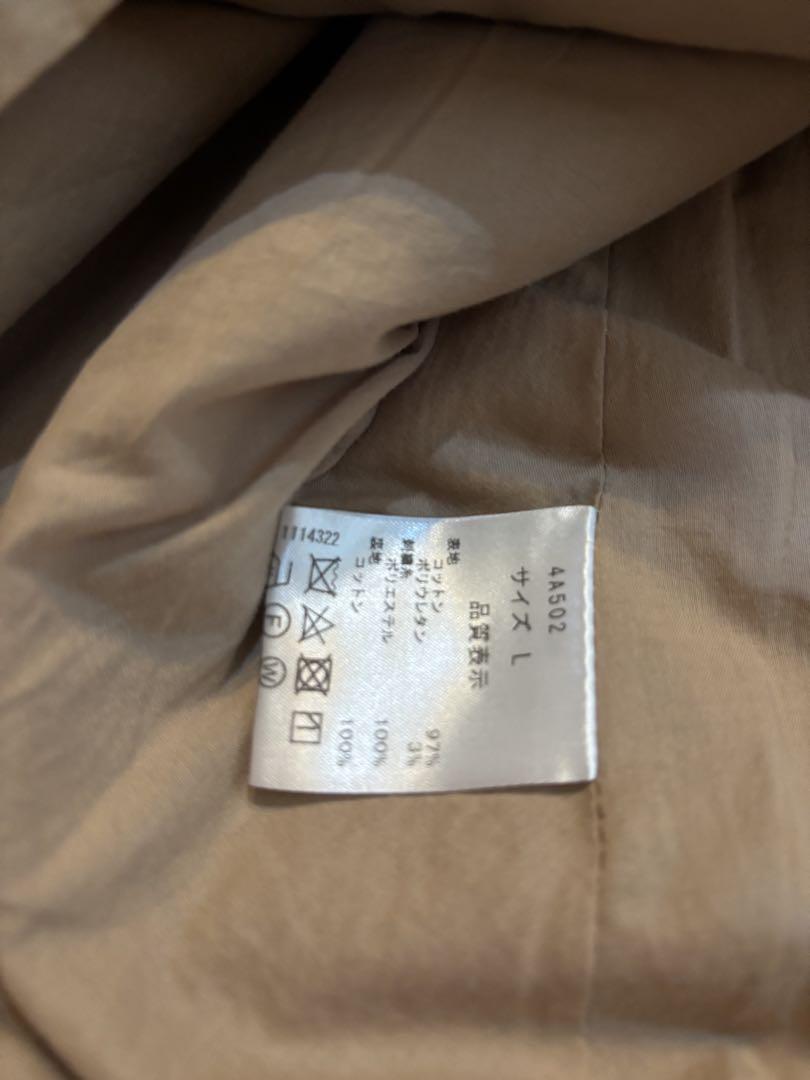 4A502
サイズ L
品質表示
表地
コットン 97%
ポリウレタン 3%
刺繍糸
ポリエステル 100%
裏地
コットン 100%
1114322
F W